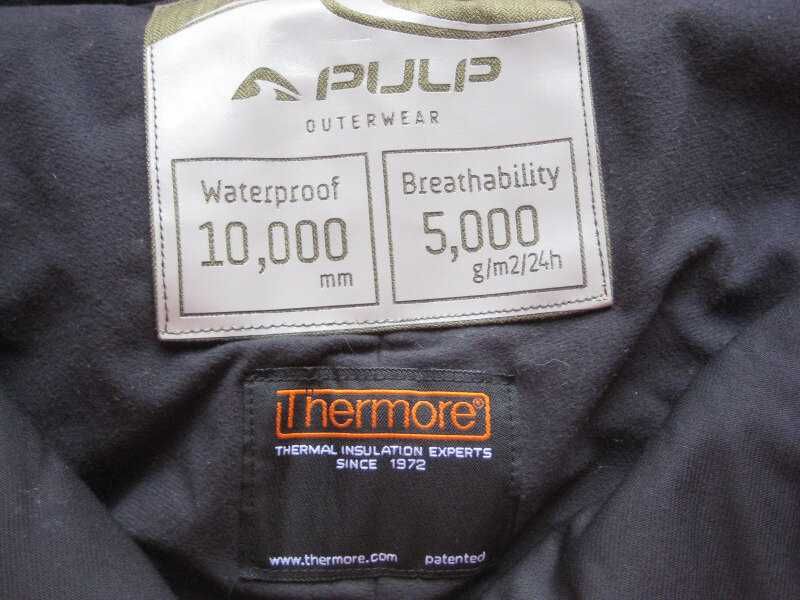 PULP
OUTERWEAR
Waterproof
10,000
mm
Breathability
5,000
g/m2/24h
Thermore®
THERMAL INSULATION EXPERTS
SINCE 1972
www.thermore.com patented